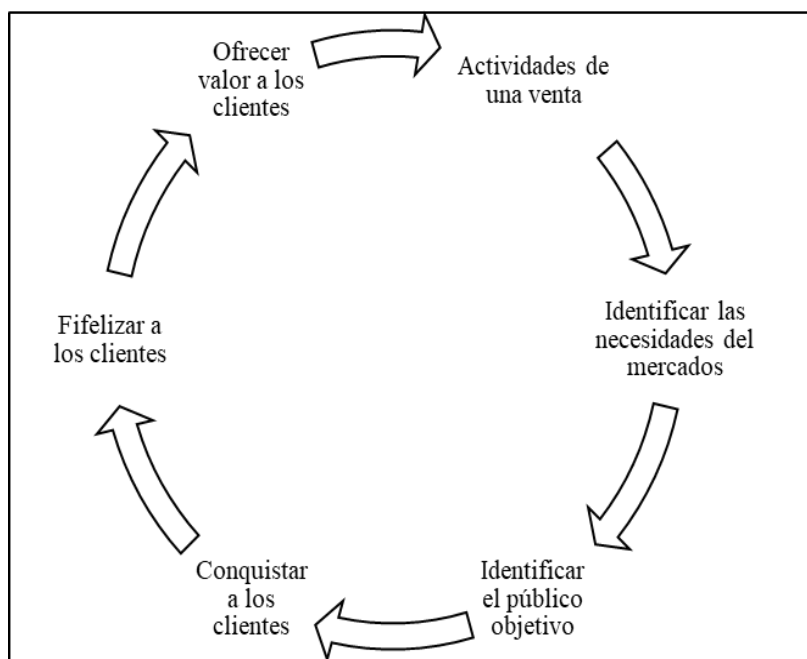 Ofrecer
valor a los
clientes
Actividades de
una venta
Identificar las
necesidades del
mercados
Identificar
el público
objetivo
Conquistar
a los
clientes
Fifelizar a
los clientes